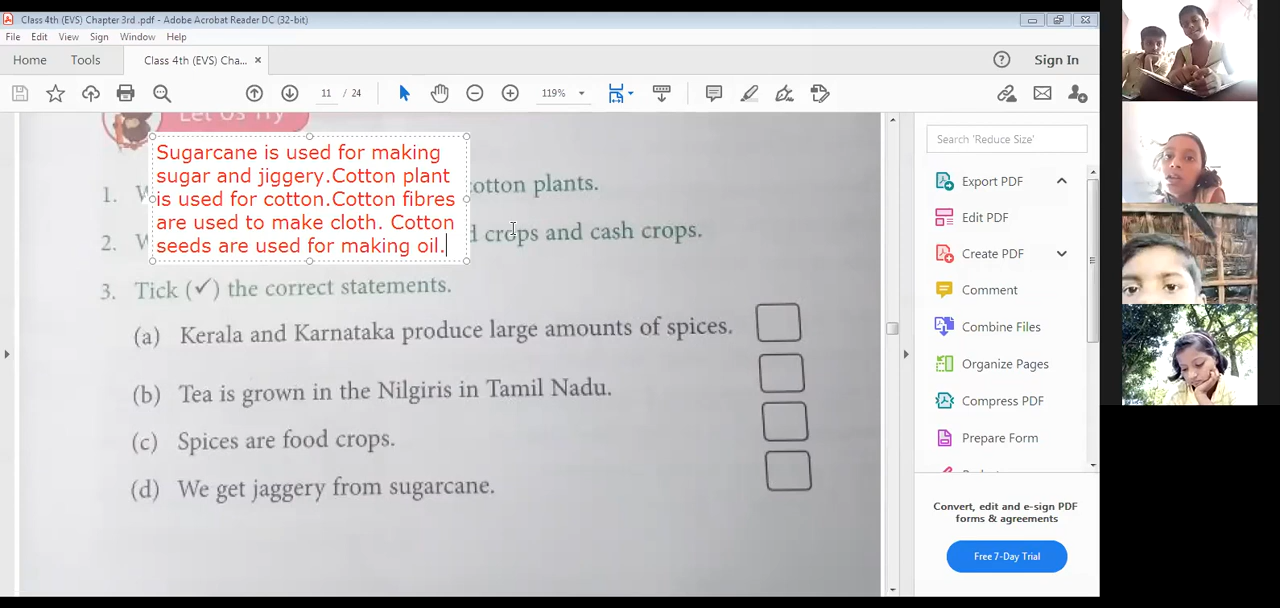 Class 4th (EVS) Chapter 3rd .pdf - Adobe Acrobat Reader DC (32-bit)
File Edit View Sign Window Help
Home Tools Class 4th (EVS) Cha... × Sign In
11 / 24 119%
Let Us Try
Sugarcane is used for making
sugar and jiggery.Cotton plant
is used for cotton.Cotton fibres
are used to make cloth. Cotton
seeds are used for making oil.
1. cotton plants.
2. crops and cash crops.
3. Tick (✓) the correct statements.
(a) Kerala and Karnataka produce large amounts of spices.
(b) Tea is grown in the Nilgiris in Tamil Nadu.
(c) Spices are food crops.
(d) We get jaggery from sugarcane.
Search 'Reduce Size'
Export PDF
Edit PDF
Create PDF
Comment
Combine Files
Organize Pages
Compress PDF
Prepare Form
Convert, edit and e-sign PDF
forms & agreements
Free 7-Day Trial